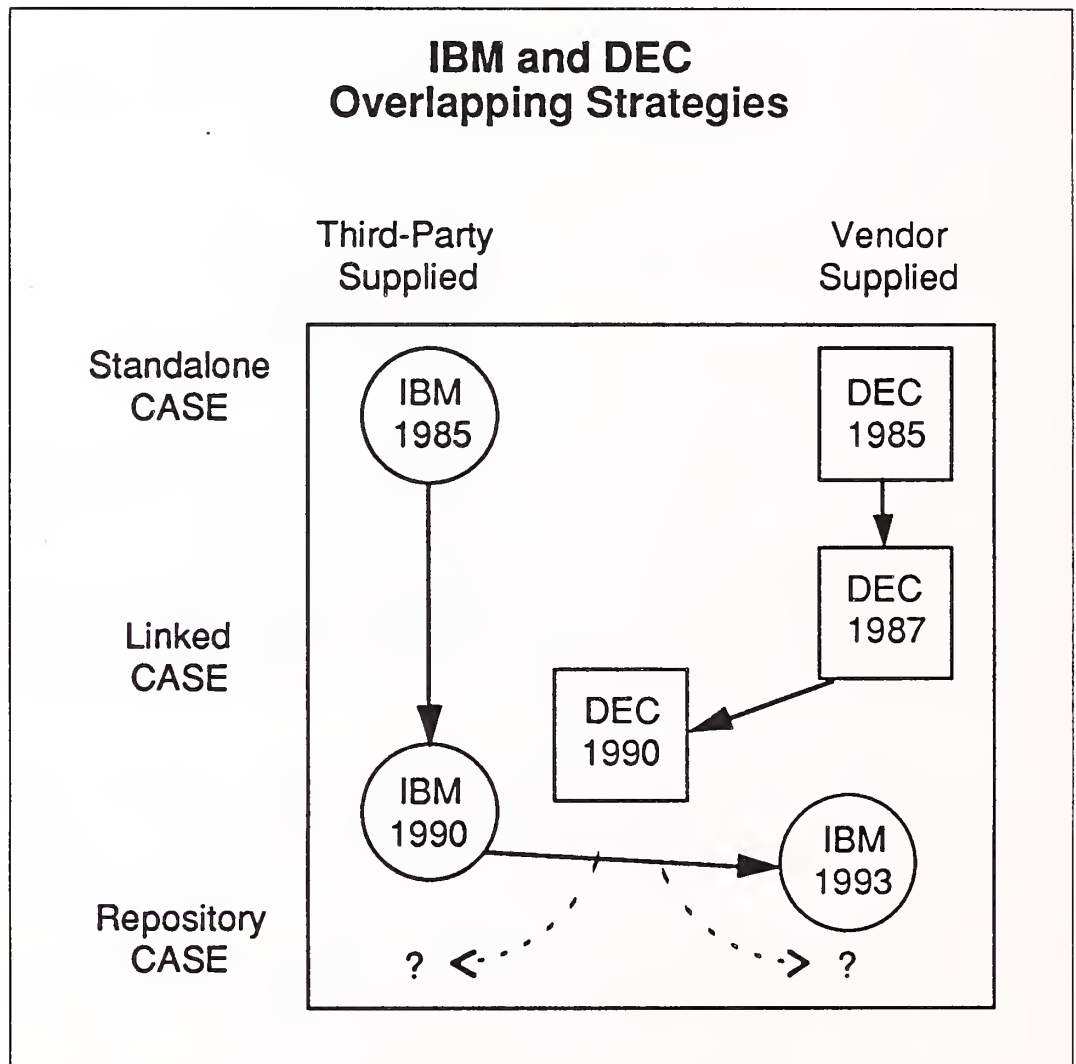 IBM and DEC
Overlapping Strategies
Third-Party
Supplied
Vendor
Supplied
Standalone
CASE
IBM
1985
DEC
1985
DEC
1987
Linked
CASE
DEC
1990
IBM
1990
IBM
1993
Repository
CASE
?
?